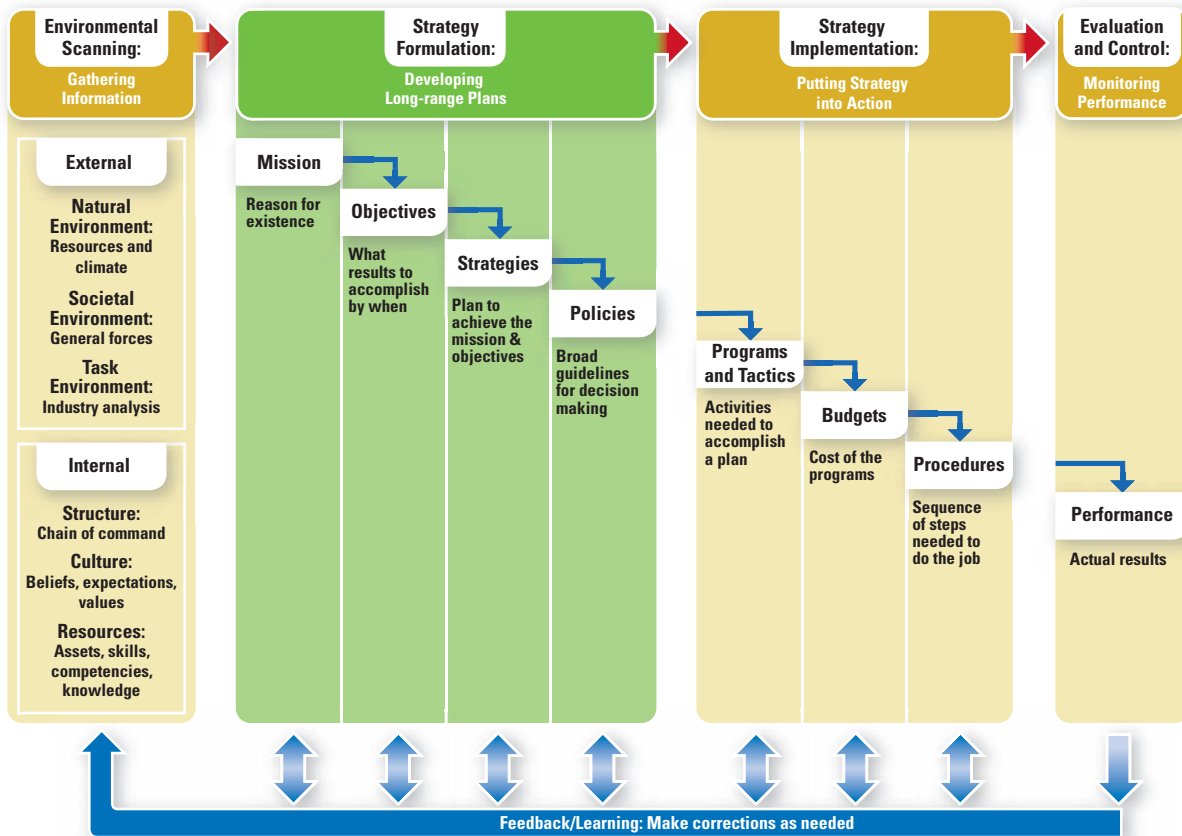 Environmental
Scanning:
Gathering
Information
Strategy
Formulation:
Developing
Long-range Plans
Strategy
Implementation:
Putting Strategy
into Action
Evaluation
and Control:
Monitoring
Performance
External
Natural
Environment:
Resources and
climate
Societal
Environment:
General forces
Task
Environment:
Industry analysis
Internal
Structure:
Chain of command
Culture:
Beliefs, expectations,
values
Resources:
Assets, skills,
competencies,
knowledge
Mission
Reason for
existence
Objectives
What
results to
accomplish
by when
Strategies
Plan to
achieve the
mission &
objectives
Policies
Broad
guidelines
for decision
making
Programs
and Tactics
Activities
needed to
accomplish
a plan
Budgets
Cost of the
programs
Procedures
Sequence
of steps
needed to
do the job
Performance
Actual results
Feedback/Learning: Make corrections as needed